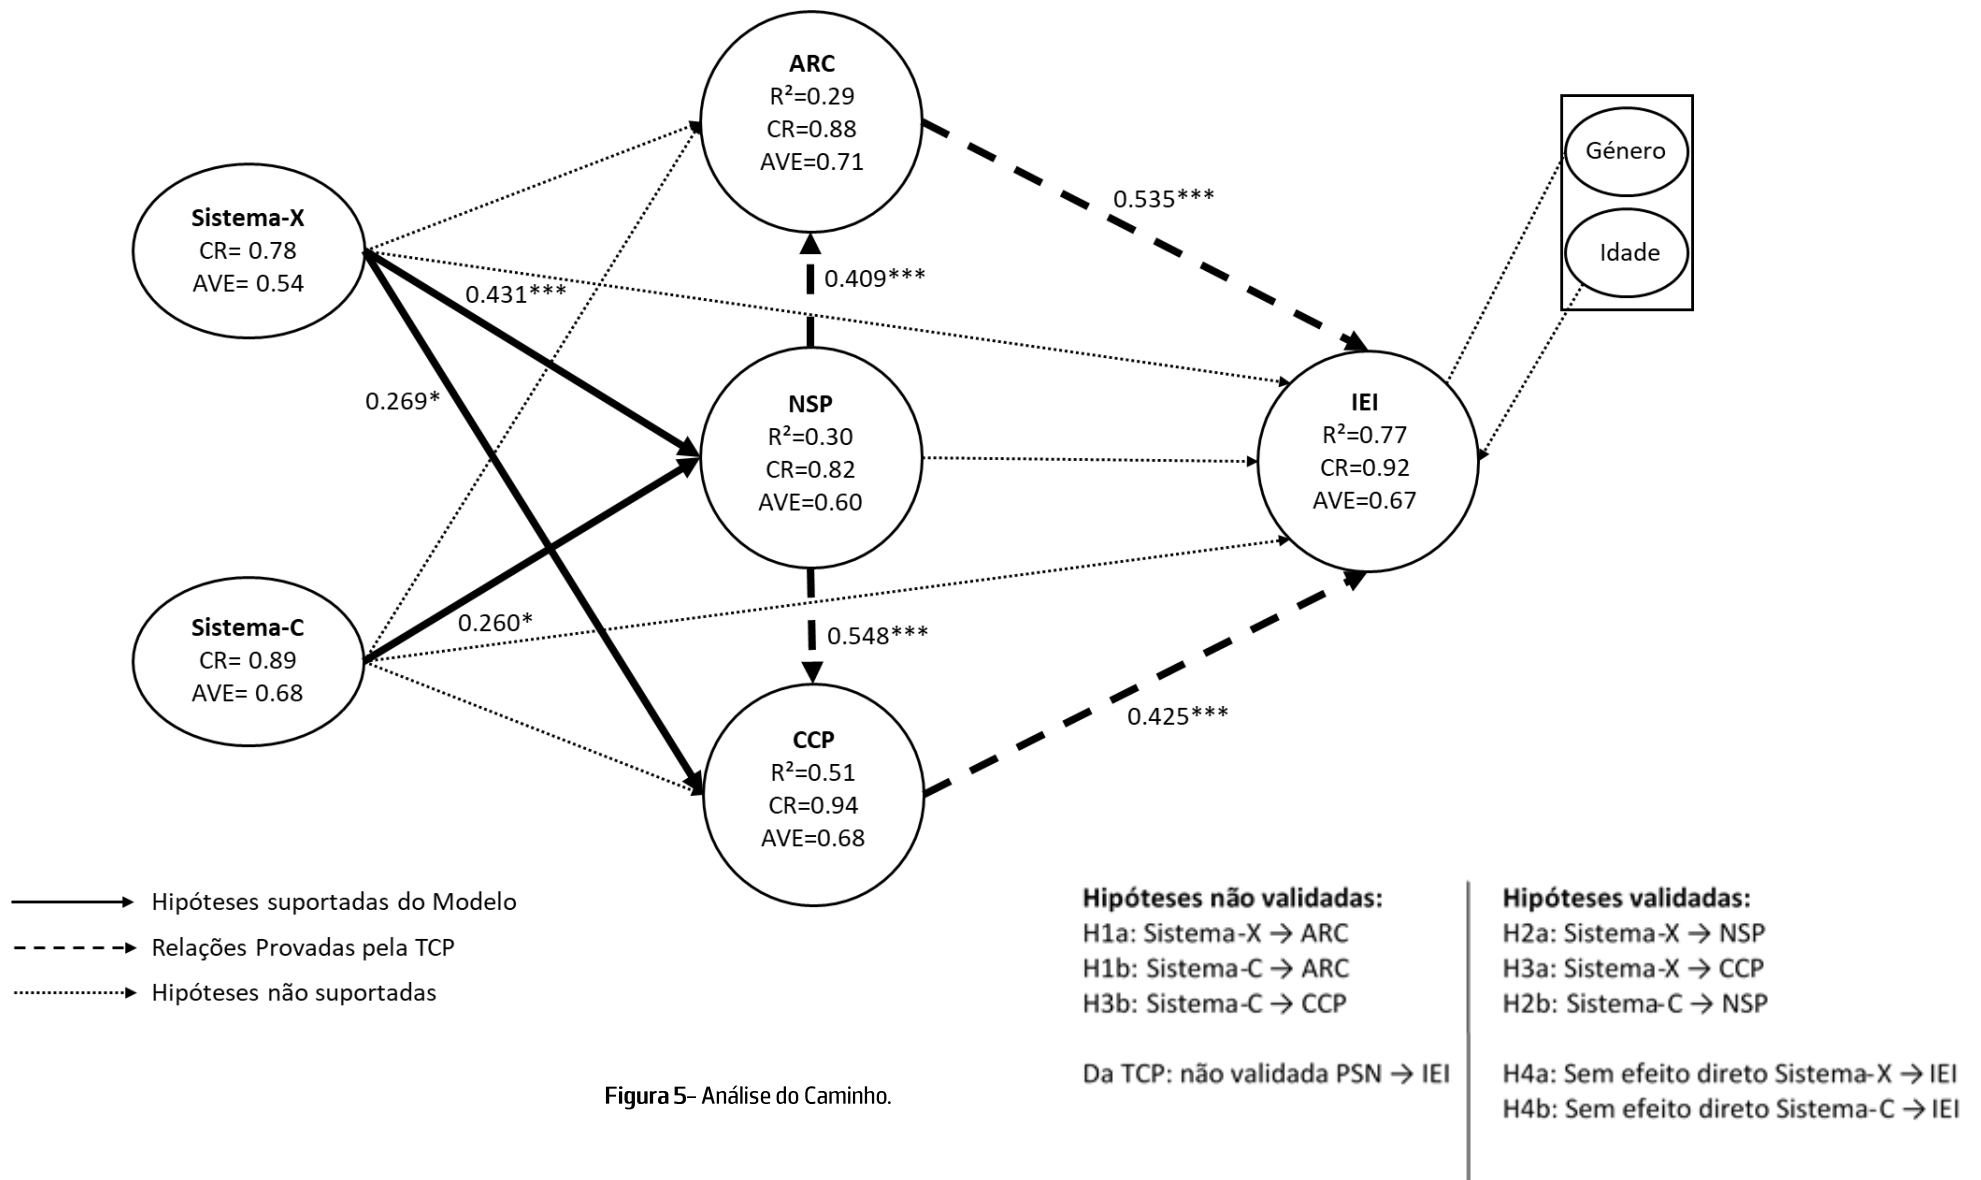 ARC
R²=0.29
CR=0.88
AVE=0.71
Género
Idade
Sistema-X
CR= 0.78
AVE= 0.54
0.535***
0.409***
0.431***
0.269*
NSP
R²=0.30
CR=0.82
AVE=0.60
IEI
R²=0.77
CR=0.92
AVE=0.67
Sistema-C
CR= 0.89
AVE= 0.68
0.260*
0.548***
0.425***
CCP
R²=0.51
CR=0.94
AVE=0.68
Hipóteses suportadas do Modelo
Relações Provadas pela TCP
Hipóteses não suportadas
Hipóteses não validadas:
H1a: Sistema-X → ARC
H1b: Sistema-C → ARC
H3b: Sistema-C → CCP
Da TCP: não validada PSN → IEI
Hipóteses validadas:
H2a: Sistema-X → NSP
H3a: Sistema-X → CCP
H2b: Sistema-C → NSP
H4a: Sem efeito direto Sistema-X → IEI
H4b: Sem efeito direto Sistema-C → IEI
Figura 5– Análise do Caminho.